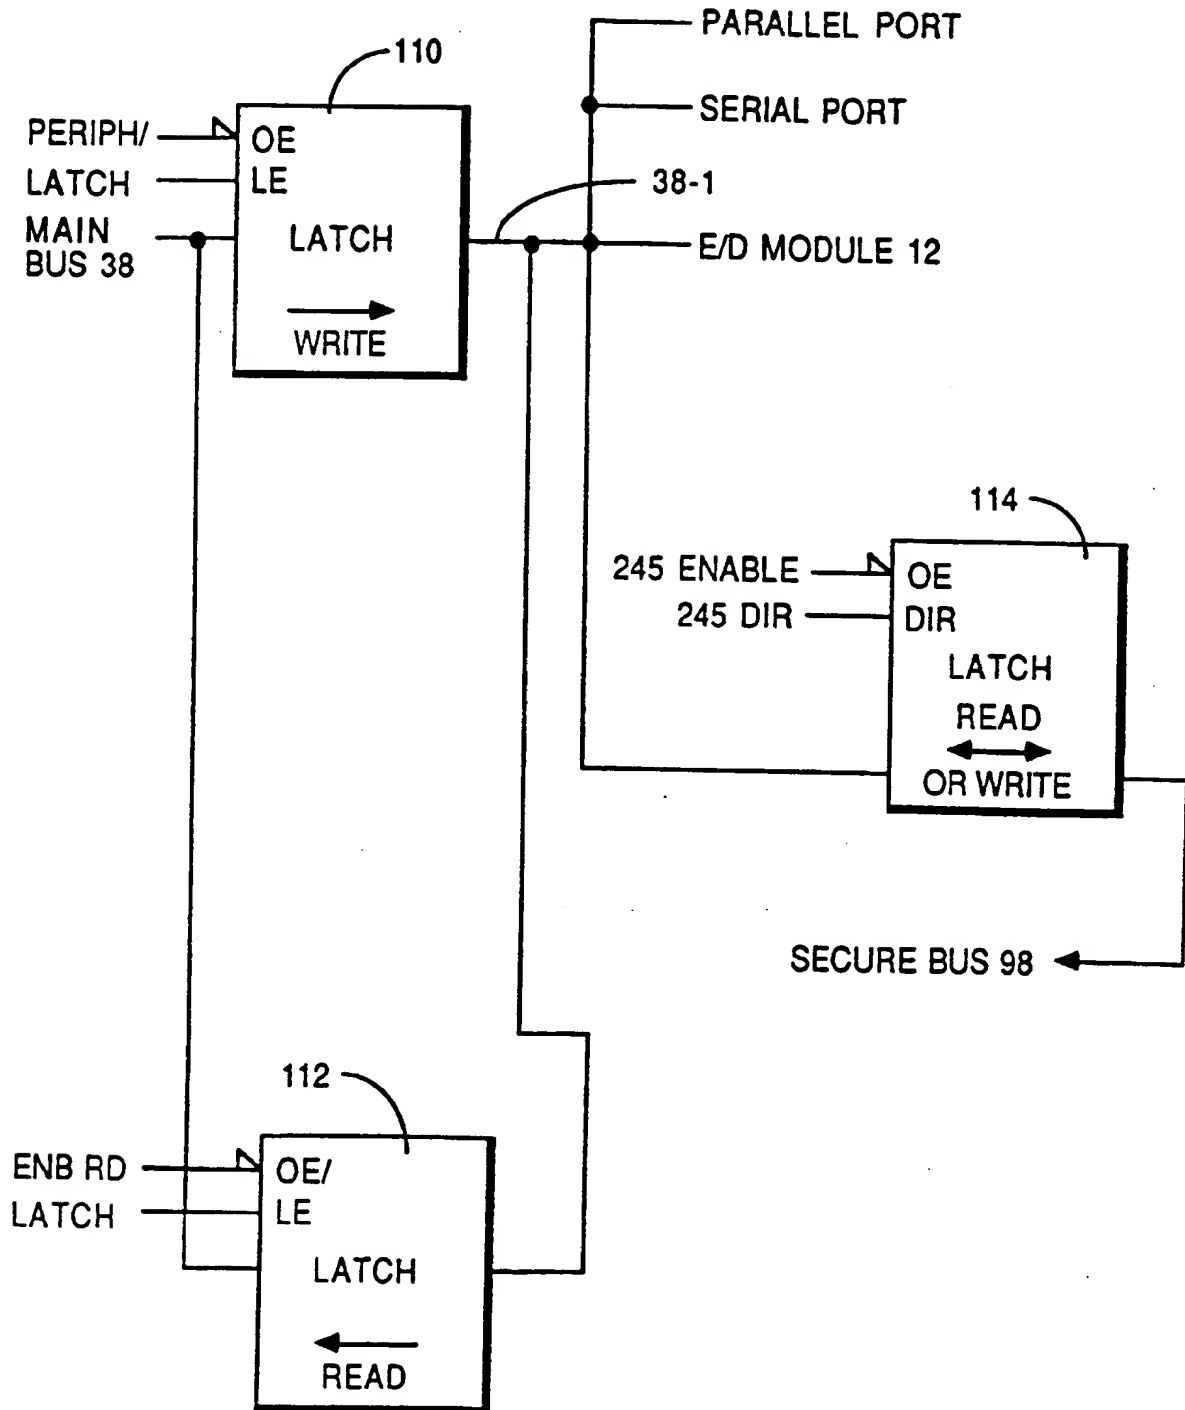 PARALLEL PORT
110
SERIAL PORT
PERIPH/
OE
LATCH
LE
38-1
MAIN
BUS 38
LATCH
E/D MODULE 12
WRITE
114
245 ENABLE
OE
245 DIR
DIR
LATCH
READ
OR WRITE
SECURE BUS 98
112
ENB RD
OE/
LATCH
LE
LATCH
READ